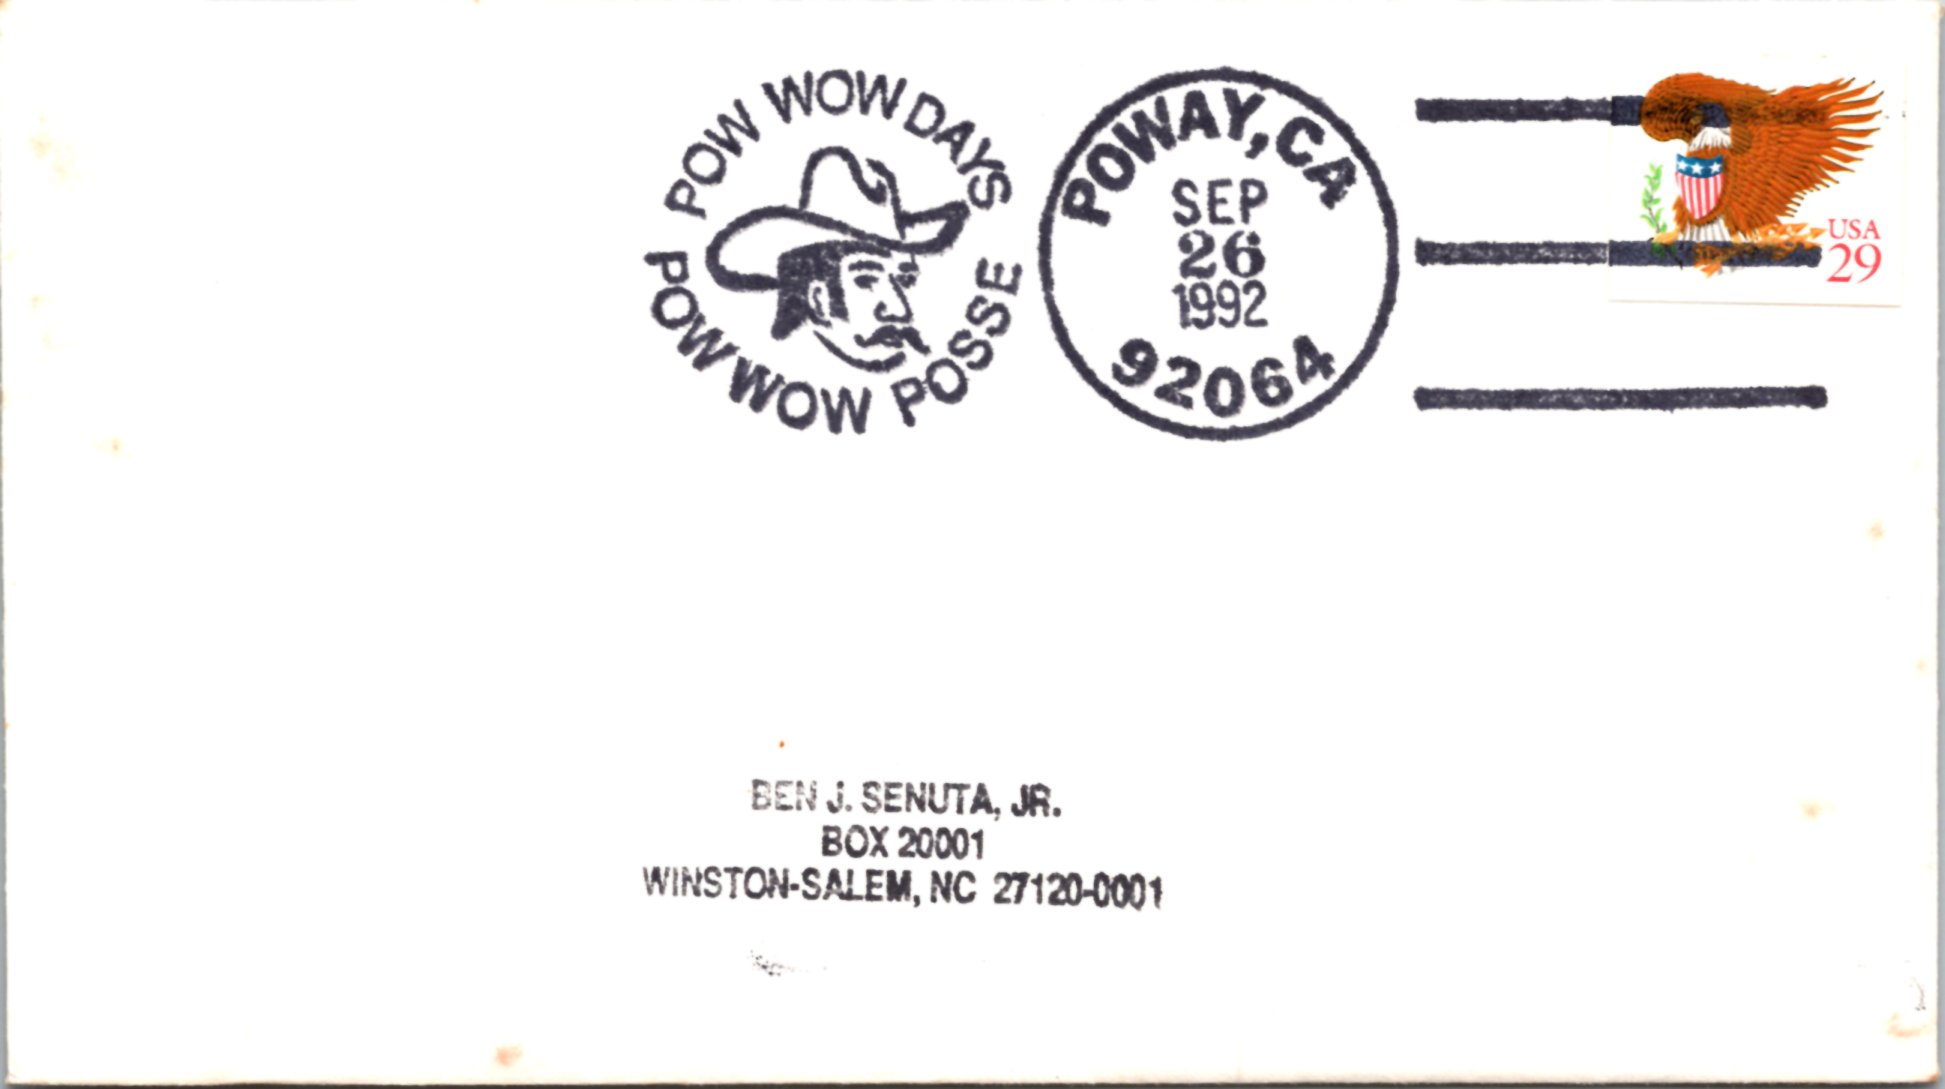 POW WOW DAYS
POW WOW POSSE
POWAY, CA
SEP
26
1992
92064
USA
29
BEN J. SENUTA, JR.
BOX 20001
WINSTON-SALEM, NC 27120-0001